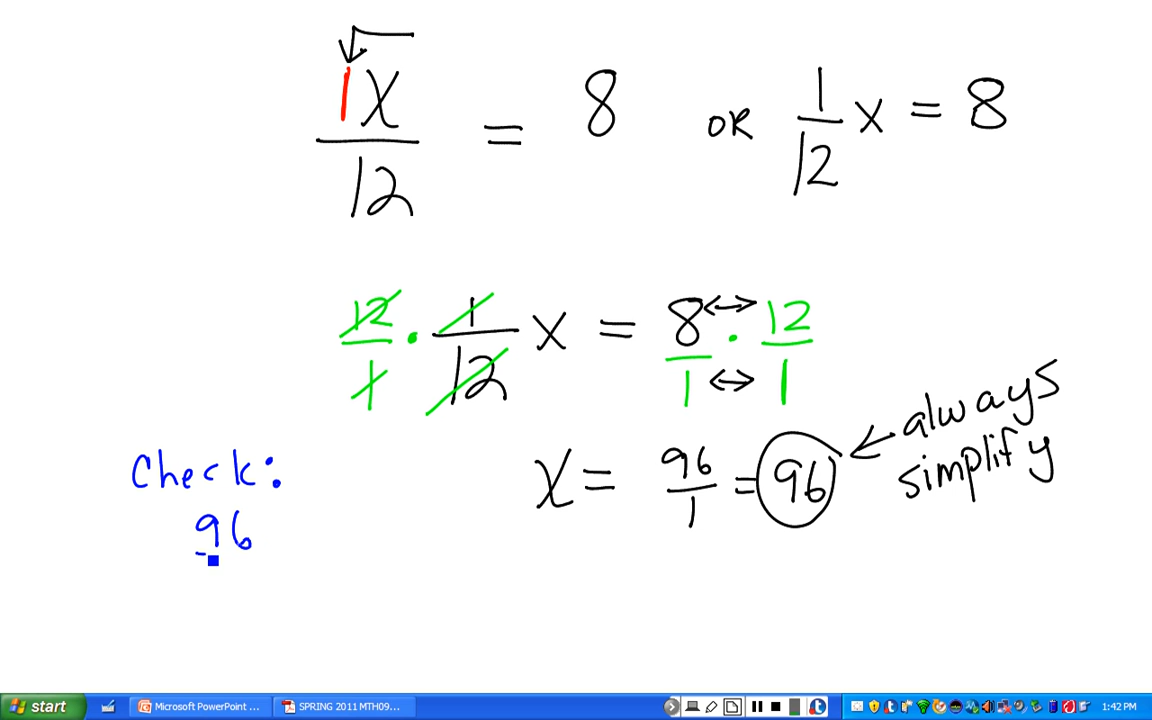 1x/12 = 8 OR 1/12 x = 8
12/1 · 1/12 x = 8/1 · 12/1
x = 96/1 = 96 always simplify
Check:
96
start Microsoft PowerPoint ... SPRING 2011 MTH09... 1:42 PM